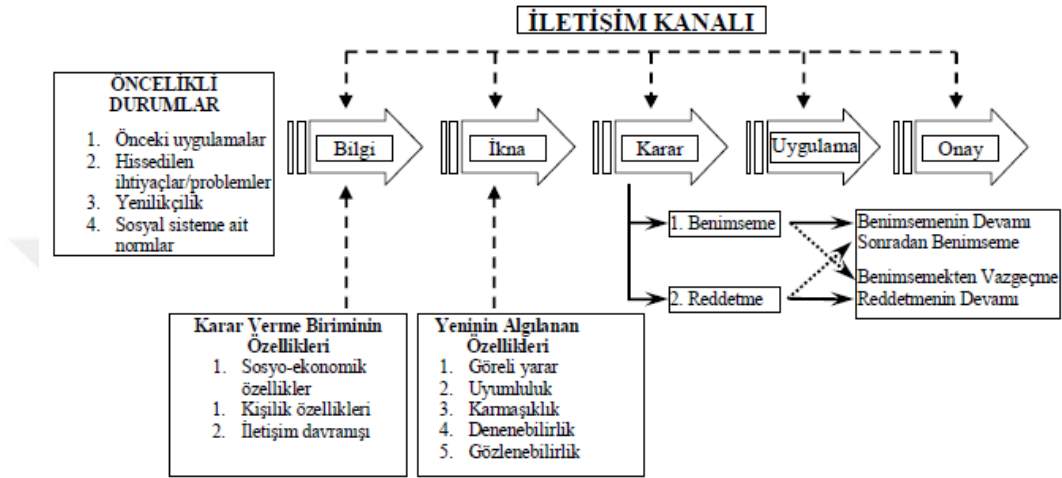 İLETİŞİM KANALI
ÖNCELİKLİ
DURUMLAR
1. Önceki uygulamalar
2. Hissedilen
ihtiyaçlar/problemler
3. Yenilikçilik
4. Sosyal sisteme ait
normlar
Bilgi
İkna
Karar
Uygulama
Onay
1. Benimseme
2. Reddetme
Benimsemenin Devamı
Sonradan Benimseme
Benimsemekten Vazgeçme
Reddetmenin Devamı
Karar Verme Biriminin
Özellikleri
1. Sosyo-ekonomik
özellikler
1. Kişilik özellikleri
2. İletişim davranışı
Yeninin Algılanan
Özellikleri
1. Göreli yarar
2. Uyumluluk
3. Karmaşıklık
4. Denenebilirlik
5. Gözlenebilirlik